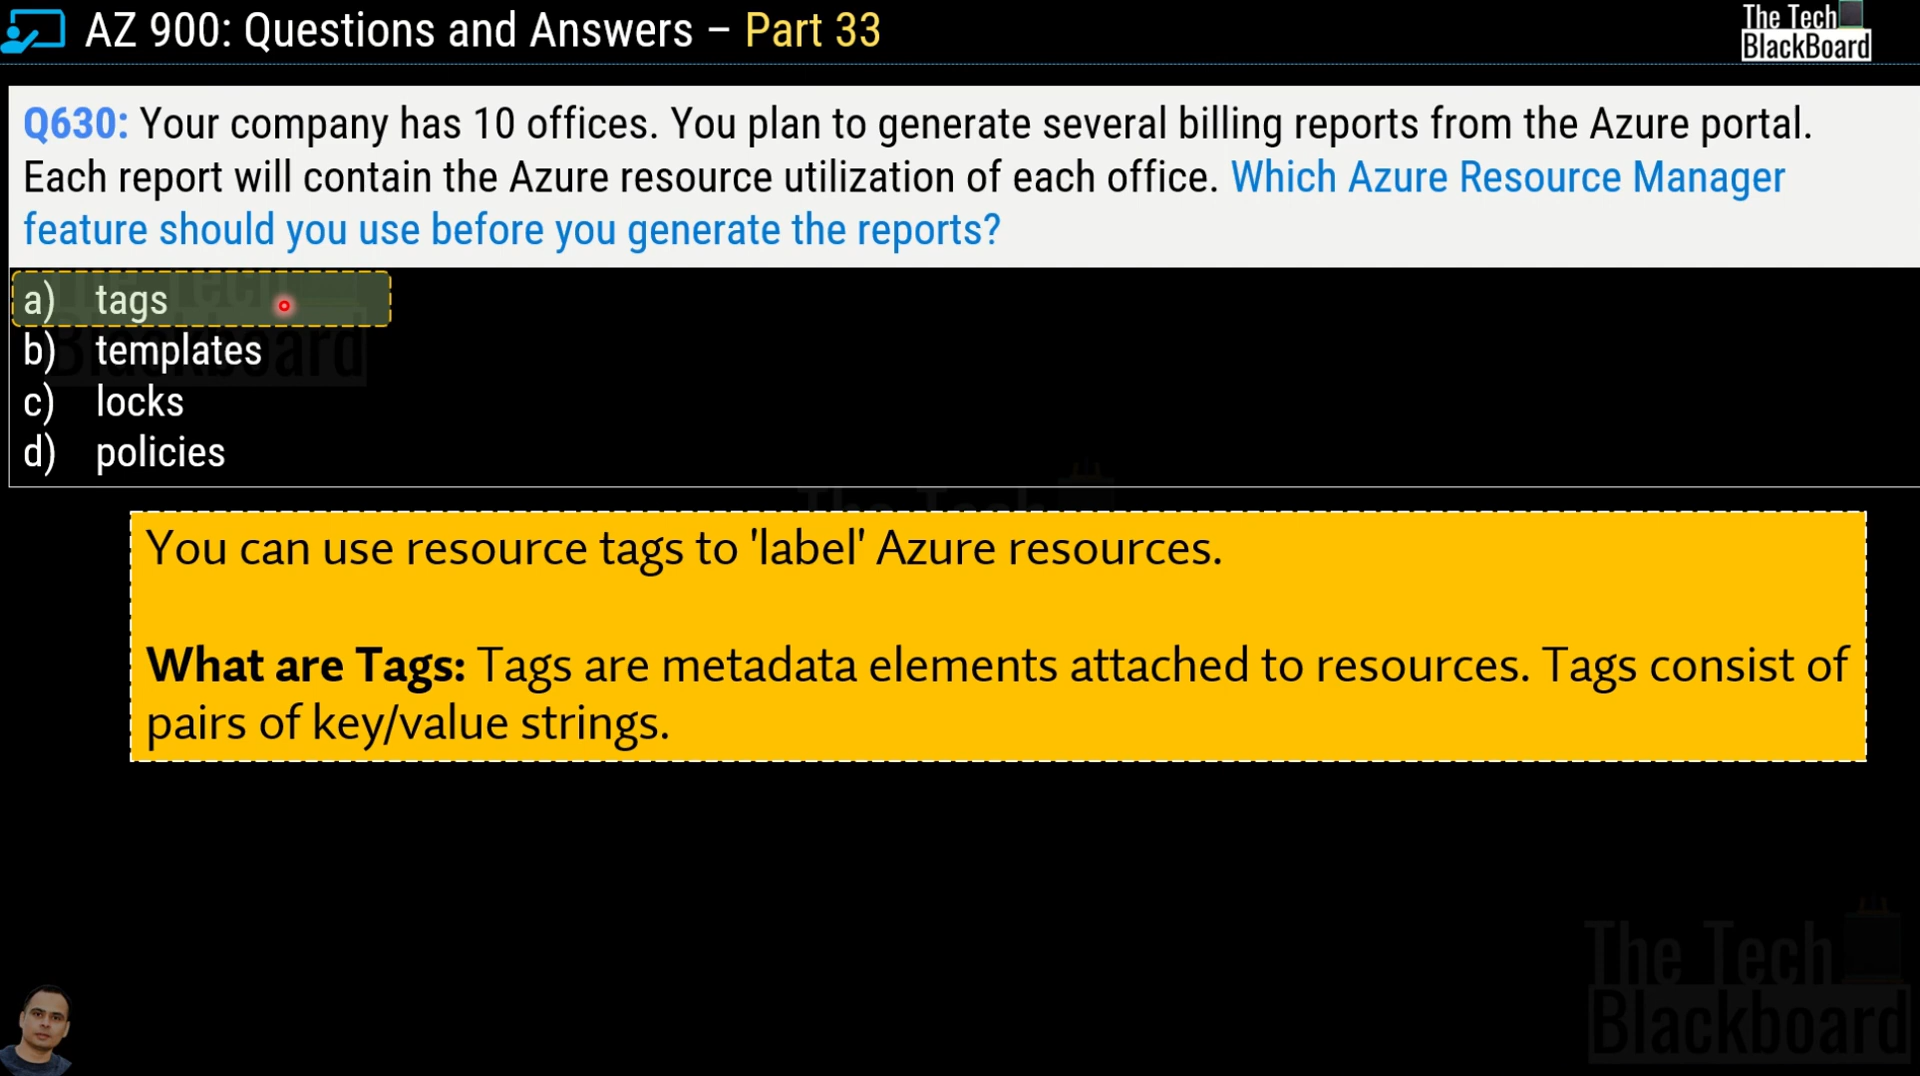 AZ 900: Questions and Answers – Part 33
The Tech
BlackBoard
Q630: Your company has 10 offices. You plan to generate several billing reports from the Azure portal.
Each report will contain the Azure resource utilization of each office. Which Azure Resource Manager
feature should you use before you generate the reports?
a) tags
b) templates
c) locks
d) policies
You can use resource tags to 'label' Azure resources.
What are Tags: Tags are metadata elements attached to resources. Tags consist of
pairs of key/value strings.
The Tech
Blackboard